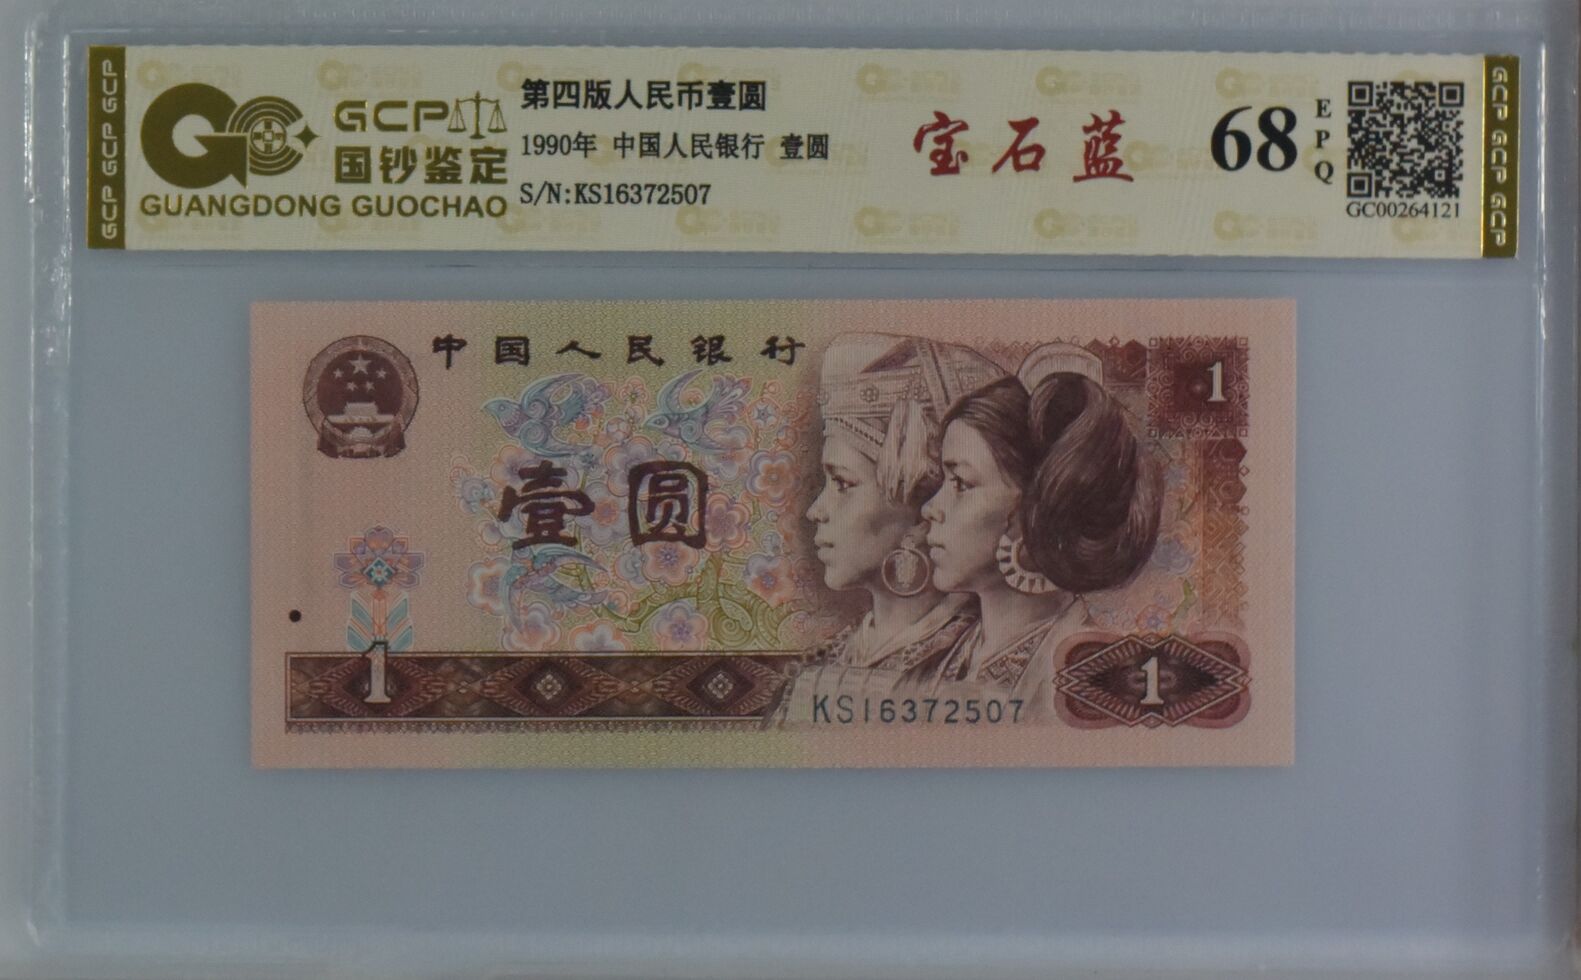 GCP GCP GCP
GCP
国钞鉴定
GUANGDONG GUOCHAO
第四版人民币壹圆
1990年 中国人民银行 壹圆
S/N:KS16372507
宝石蓝
68
EPQ
GC00264121
GCP GCP GCP
中国人民银行
1
壹圆
1
1
KS16372507